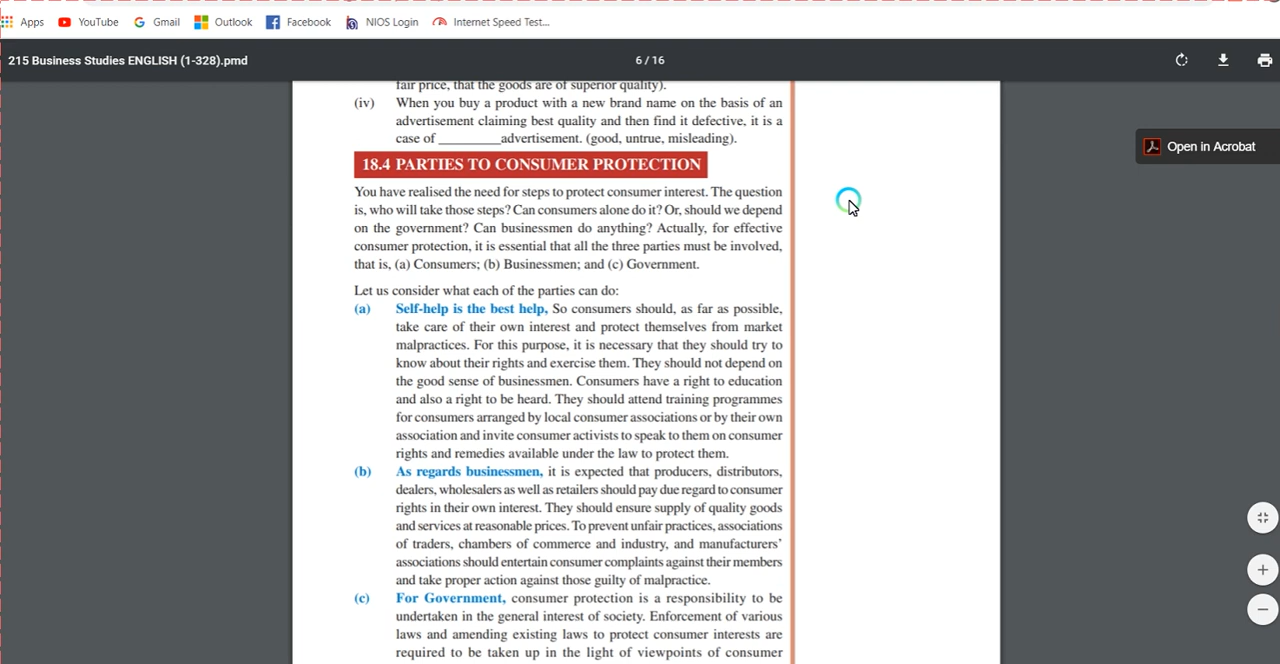 Apps YouTube Gmail Outlook Facebook NIOS Login Internet Speed Test...
215 Business Studies ENGLISH (1-328).pmd 6 / 16
Open in Acrobat
fair price, that the goods are of superior quality).
(iv) When you buy a product with a new brand name on the basis of an
advertisement claiming best quality and then find it defective, it is a
case of _________advertisement. (good, untrue, misleading).
18.4 PARTIES TO CONSUMER PROTECTION
You have realised the need for steps to protect consumer interest. The question
is, who will take those steps? Can consumers alone do it? Or, should we depend
on the government? Can businessmen do anything? Actually, for effective
consumer protection, it is essential that all the three parties must be involved,
that is, (a) Consumers; (b) Businessmen; and (c) Government.
Let us consider what each of the parties can do:
(a) Self-help is the best help, So consumers should, as far as possible,
take care of their own interest and protect themselves from market
malpractices. For this purpose, it is necessary that they should try to
know about their rights and exercise them. They should not depend on
the good sense of businessmen. Consumers have a right to education
and also a right to be heard. They should attend training programmes
for consumers arranged by local consumer associations or by their own
association and invite consumer activists to speak to them on consumer
rights and remedies available under the law to protect them.
(b) As regards businessmen, it is expected that producers, distributors,
dealers, wholesalers as well as retailers should pay due regard to consumer
rights in their own interest. They should ensure supply of quality goods
and services at reasonable prices. To prevent unfair practices, associations
of traders, chambers of commerce and industry, and manufacturers'
associations should entertain consumer complaints against their members
and take proper action against those guilty of malpractice.
(c) For Government, consumer protection is a responsibility to be
undertaken in the general interest of society. Enforcement of various
laws and amending existing laws to protect consumer interests are
required to be taken up in the light of viewpoints of consumer